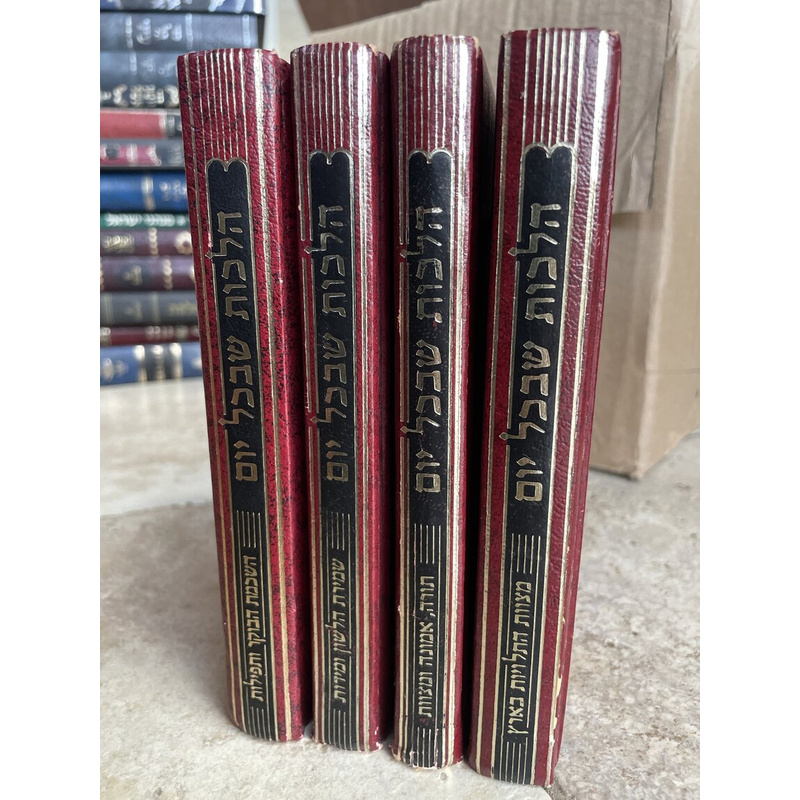 הלכות שבכל יום
השכמת הבוקר ותפילות
הלכות שבכל יום
שמירת הלשון ומידות
הלכות שבכל יום
תורה, אמונה ומצוות
הלכות שבכל יום
מצוות התלויות בארץ